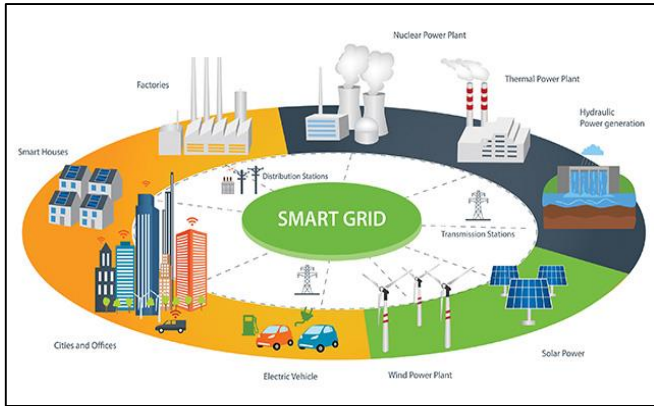 Nuclear Power Plant
Factories
Thermal Power Plant
Hydraulic
Power generation
Smart Houses
Distribution Stations
SMART GRID
Transmission Stations
Cities and Offices
Electric Vehicle
Wind Power Plant
Solar Power